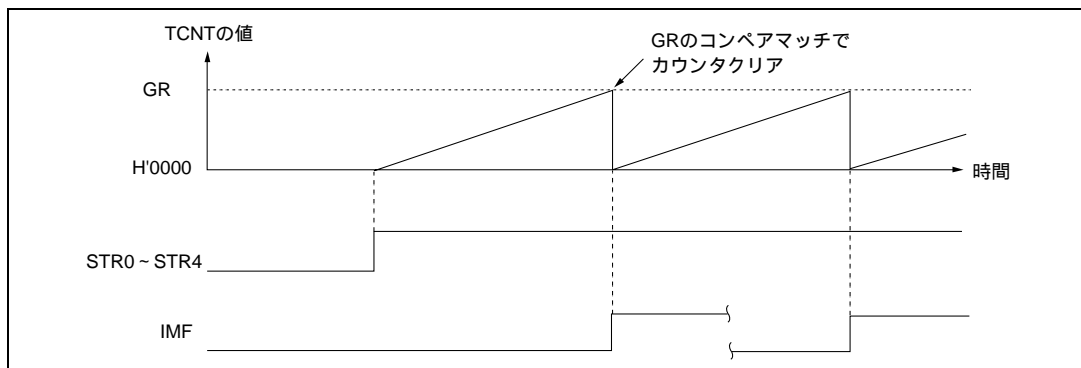 TCNTの値
GRのコンペアマッチで
カウンタクリア
GR
H'0000
時間
STR0～STR4
IMF